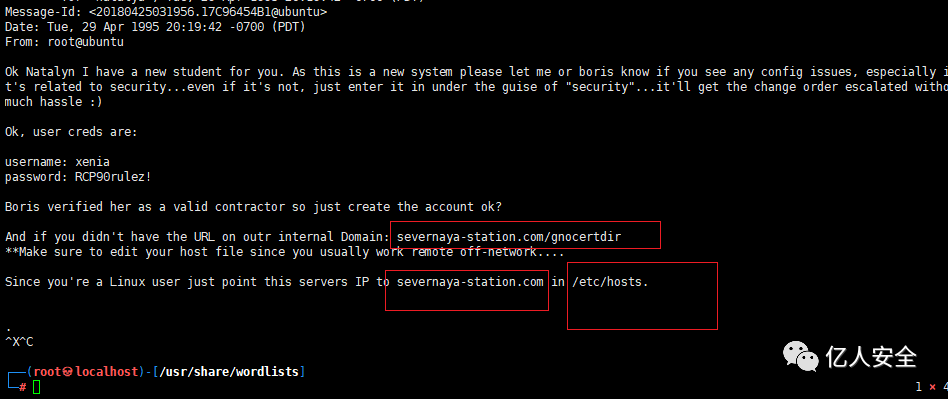 Message-Id: <20180425031956.17C96454B1@ubuntu>
Date: Tue, 29 Apr 1995 20:19:42 -0700 (PDT)
From: root@ubuntu
Ok Natalyn I have a new student for you. As this is a new system please let me or boris know if you see any config issues, especially i
t's related to security...even if it's not, just enter it in under the guise of "security"...it'll get the change order escalated witho
much hassle :)
Ok, user creds are:
username: xenia
password: RCP90rulez!
Boris verified her as a valid contractor so just create the account ok?
And if you didn't have the URL on outr internal Domain: severnaya-station.com/gnocertdir
**Make sure to edit your host file since you usually work remote off-network....
Since you're a Linux user just point this servers IP to severnaya-station.com in /etc/hosts.
.
^X^C
┌──(root㉿localhost)-[/usr/share/wordlists]
└─#
1 × 4
亿人安全